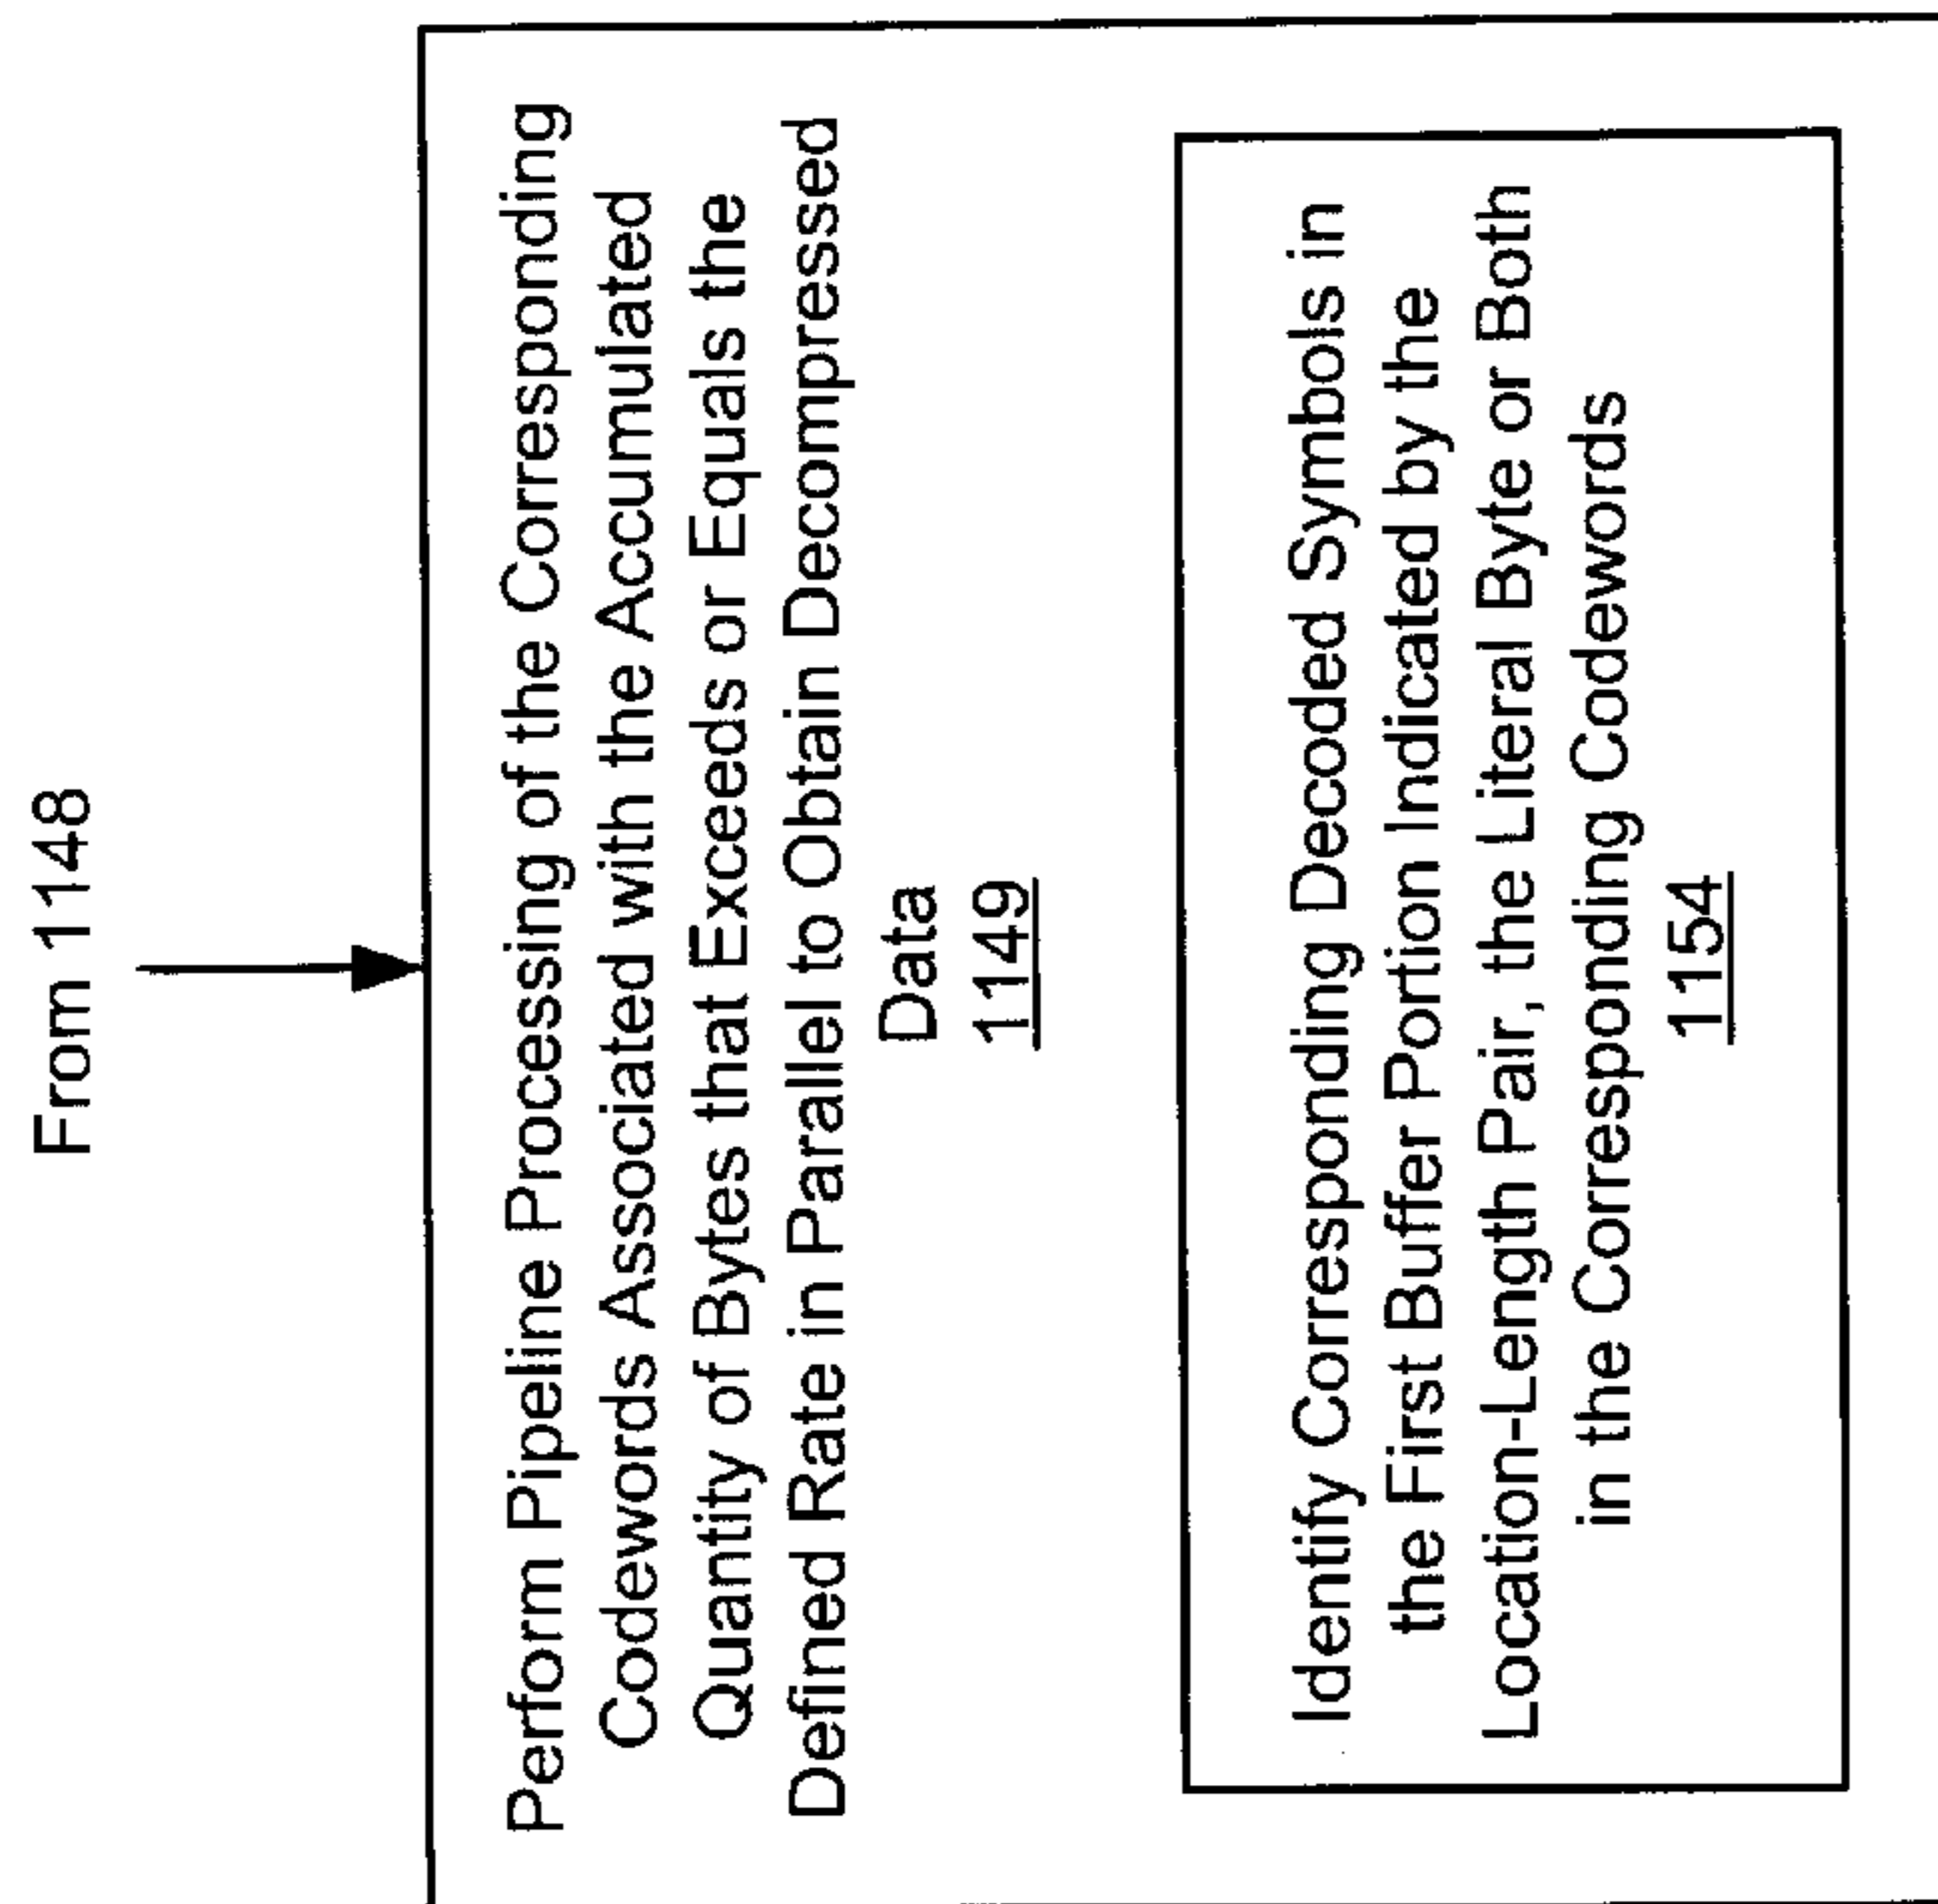 From 1148
Perform Pipeline Processing of the Corresponding
Codewords Associated with the Accumulated
Quantity of Bytes that Exceeds or Equals the
Defined Rate in Parallel to Obtain Decompressed
Data
1149
Identify Corresponding Decoded Symbols in
the First Buffer Portion Indicated by the
Location-Length Pair, the Literal Byte or Both
in the Corresponding Codewords
1154